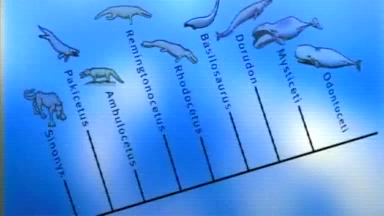 Sinonyx
Pakicetus
Ambulocetus
Remingtonocetus
Rhodocetus
Basilosaurus
Dorudon
Mysticeti
Odontoceti